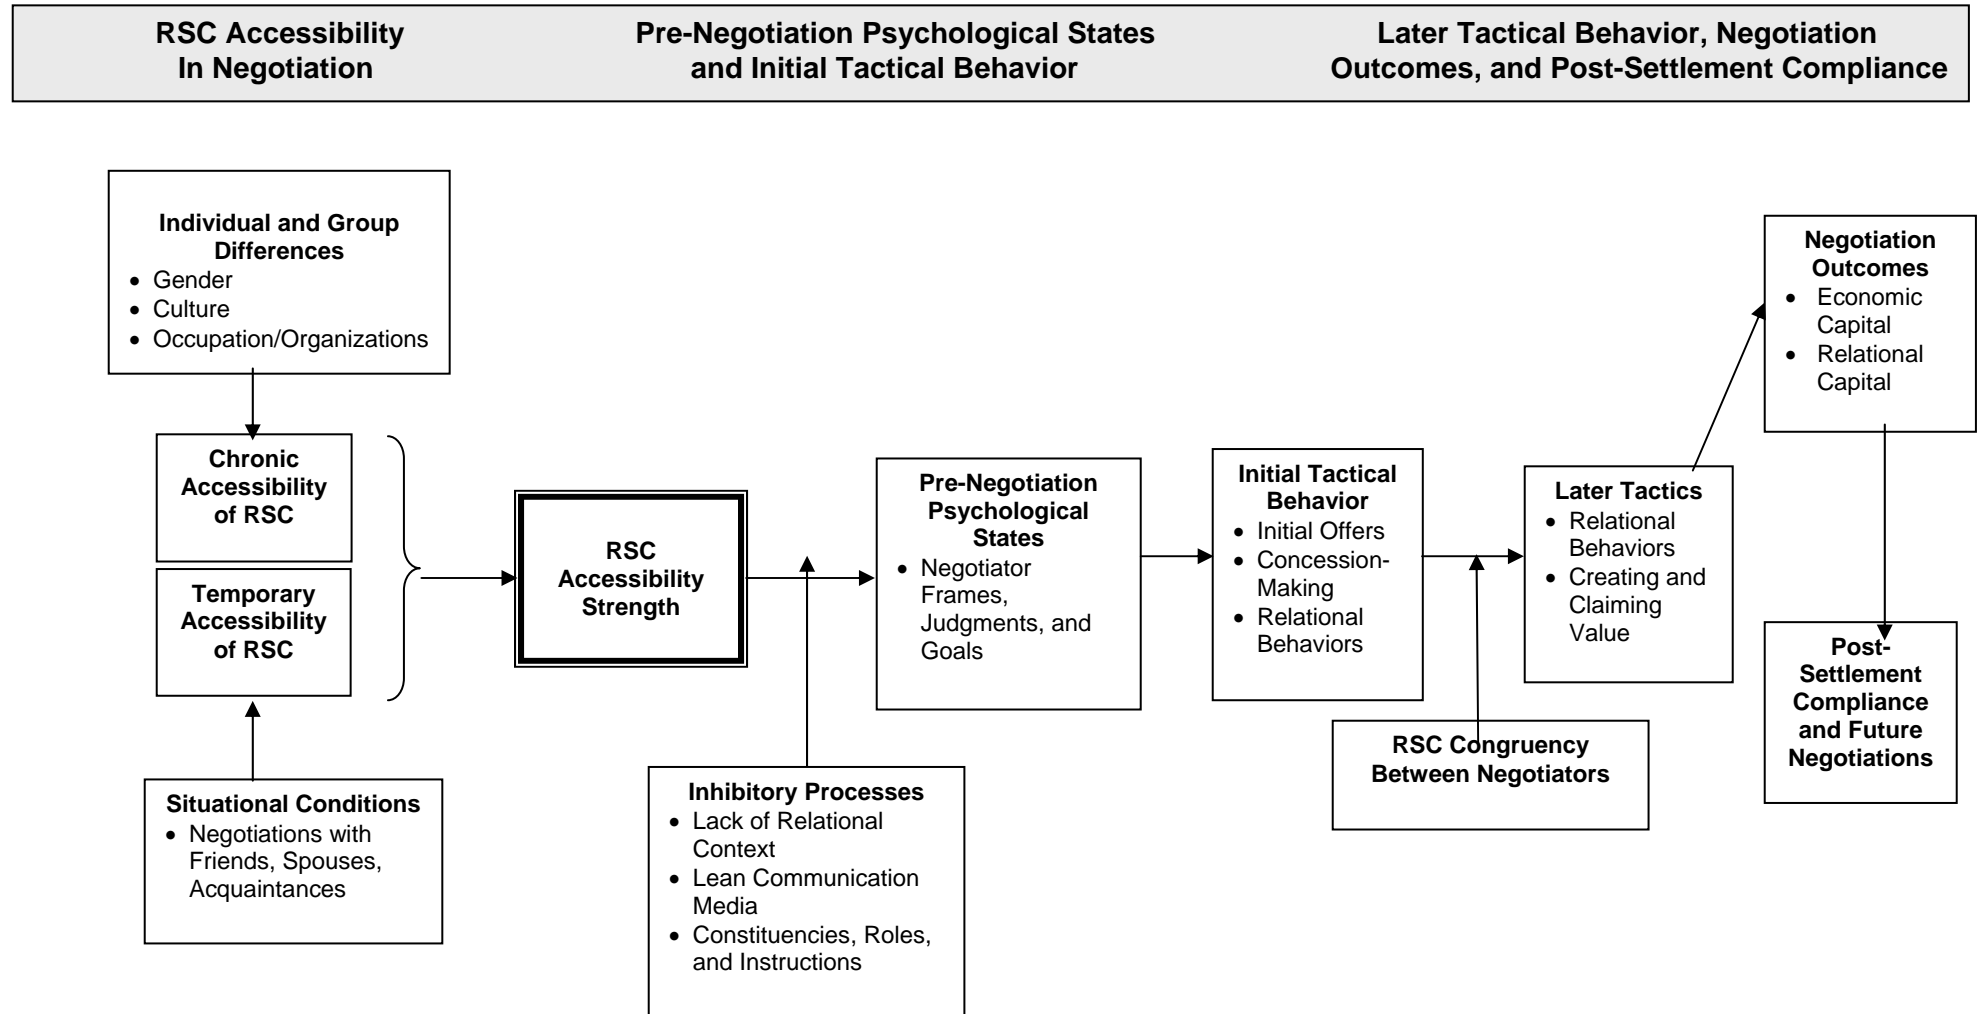 RSC Accessibility
In Negotiation
Pre-Negotiation Psychological States
and Initial Tactical Behavior
Later Tactical Behavior, Negotiation
Outcomes, and Post-Settlement Compliance
Individual and Group
Differences
• Gender
• Culture
• Occupation/Organizations
Chronic
Accessibility
of RSC
Temporary
Accessibility
of RSC
Situational Conditions
• Negotiations with
Friends, Spouses,
Acquaintances
RSC
Accessibility
Strength
Inhibitory Processes
• Lack of Relational
Context
• Lean Communication
Media
• Constituencies, Roles,
and Instructions
Pre-Negotiation
Psychological
States
• Negotiator
Frames,
Judgments, and
Goals
Initial Tactical
Behavior
• Initial Offers
• Concession-
Making
• Relational
Behaviors
RSC Congruency
Between Negotiators
Later Tactics
• Relational
Behaviors
• Creating and
Claiming
Value
Negotiation
Outcomes
• Economic
Capital
• Relational
Capital
Post-
Settlement
Compliance
and Future
Negotiations